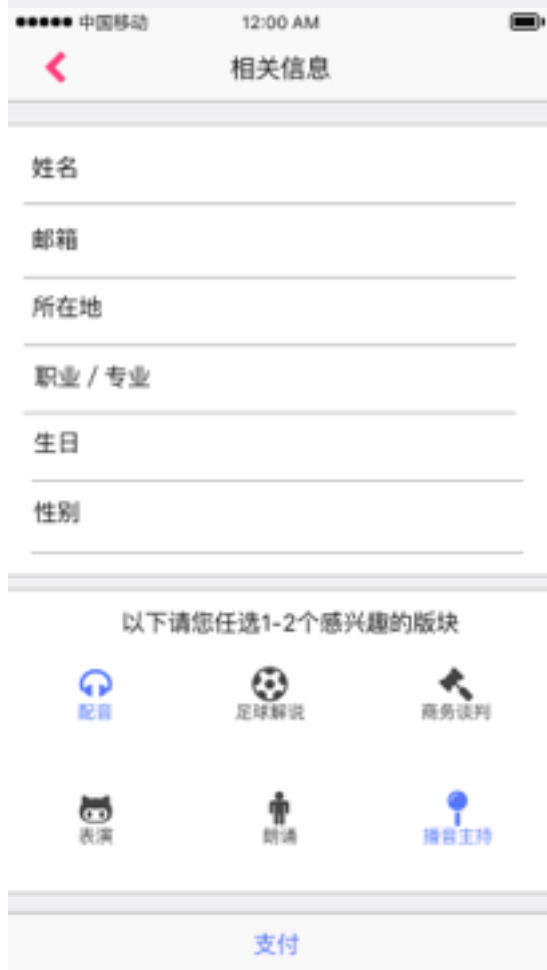 中国移动 12:00 AM
相关信息
姓名
邮箱
所在地
职业 / 专业
生日
性别
以下请您任选1-2个感兴趣的版块
配音 足球解说 商务谈判
表演 朗诵 播音主持
支付